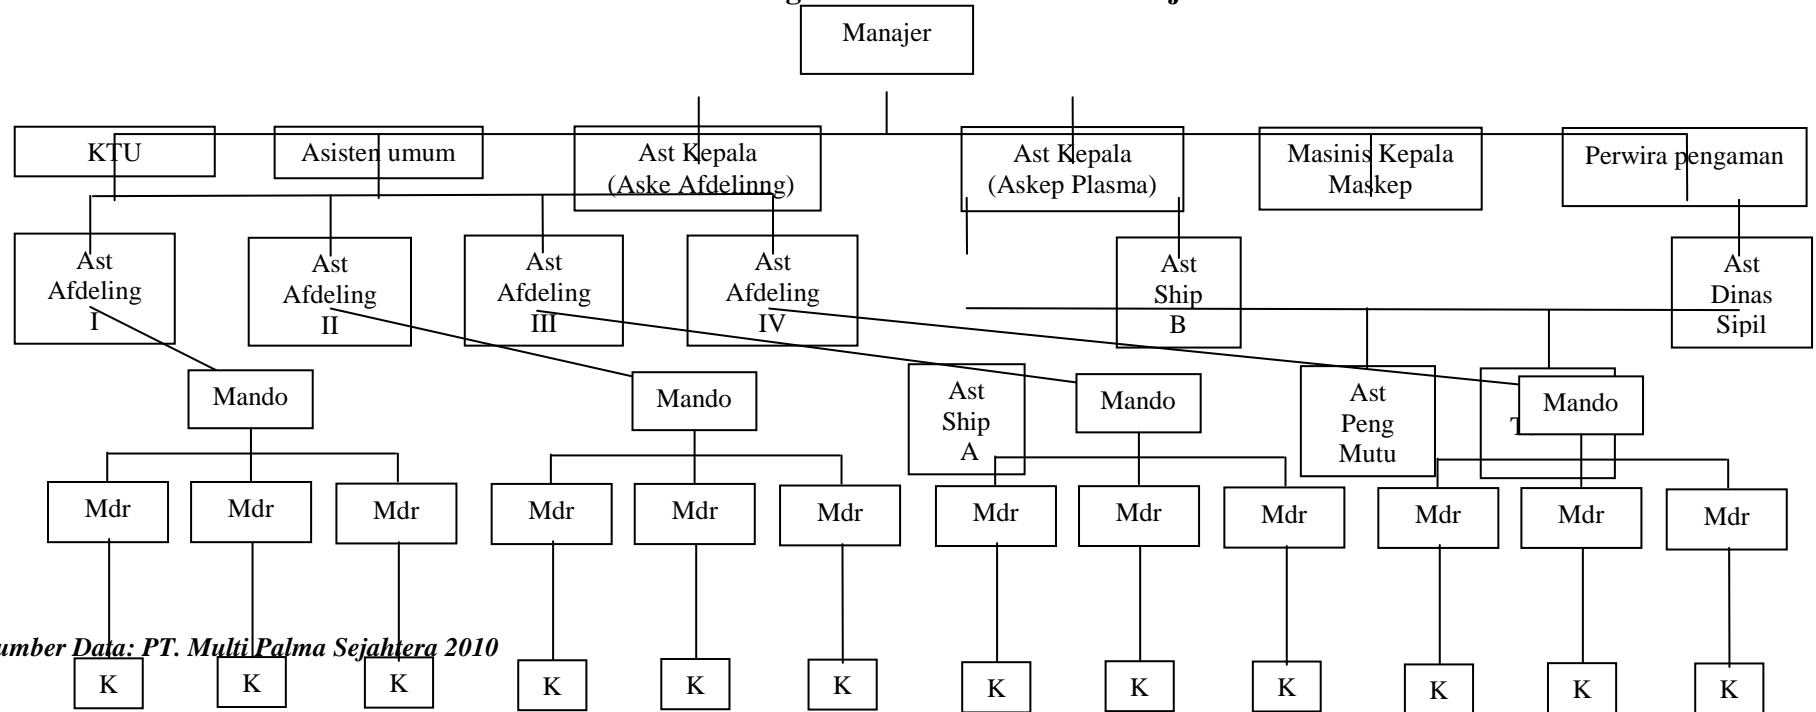 Manajer
KTU
Asisten umum
Ast Kepala
(Aske Afdelinng)
Ast Kepala
(Askep Plasma)
Masinis Kepala
Maskep
Perwira pengaman
Ast
Afdeling
I
Ast
Afdeling
II
Ast
Afdeling
III
Ast
Afdeling
IV
Ast
Ship
B
Ast
Dinas
Sipil
Mando
Mando
Ast
Ship
A
Mando
Ast
Peng
Mutu
Mando
Mdr
Mdr
Mdr
Mdr
Mdr
Mdr
Mdr
Mdr
Mdr
Mdr
Mdr
Mdr
umber Data: PT. Multi Palma Sejahtera 2010
K
K
K
K
K
K
K
K
K
K
K
K